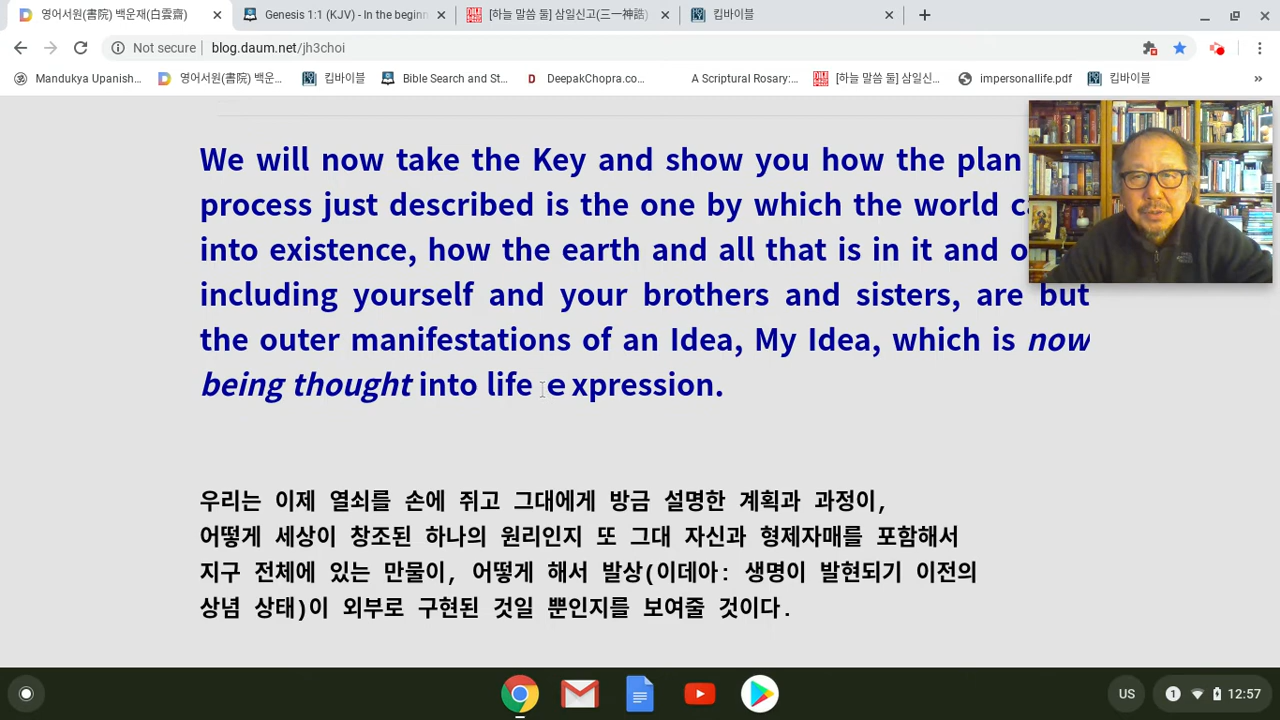 영어서원(書院) 백운재(白雲齋)
Genesis 1:1 (KJV) - In the beginn
[하늘 말씀 둘] 삼일신고(三一神誥)
킵바이블
Not secure
blog.daum.net/jh3choi
Mandukya Upanish...
영어서원(書院) 백운...
킵바이블
Bible Search and St...
DeepakChopra.co...
A Scriptural Rosary:...
[하늘 말씀 둘] 삼일신...
impersonallife.pdf
킵바이블
We will now take the Key and show you how the plan
process just described is the one by which the world
into existence, how the earth and all that is in it and
including yourself and your brothers and sisters, are but
the outer manifestations of an Idea, My Idea, which is now
being thought into life e xpression.
우리는 이제 열쇠를 손에 쥐고 그대에게 방금 설명한 계획과 과정이,
어떻게 세상이 창조된 하나의 원리인지 또 그대 자신과 형제자매를 포함해서
지구 전체에 있는 만물이, 어떻게 해서 발상(이데아: 생명이 발현되기 이전의
상념 상태)이 외부로 구현된 것일 뿐인지를 보여줄 것이다.
US
1
12:57